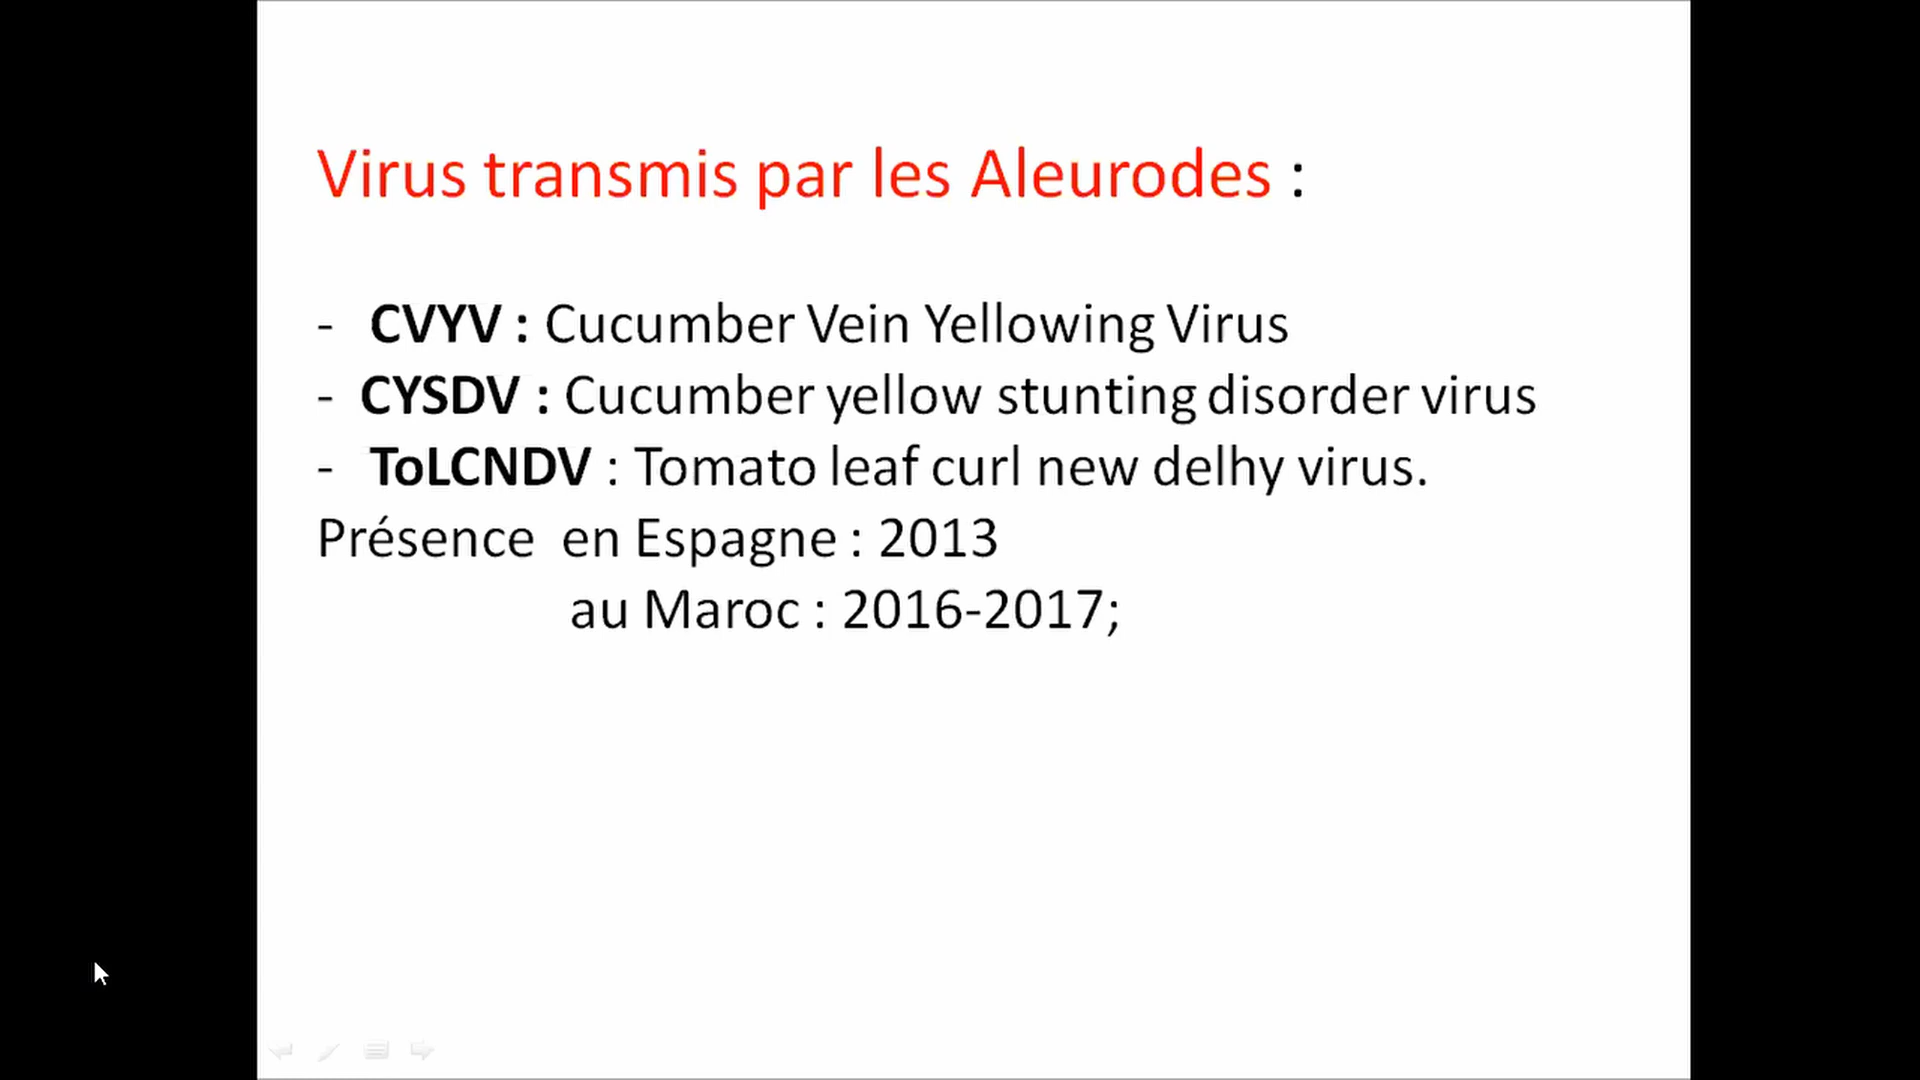 Virus transmis par les Aleurodes :
- CVYV : Cucumber Vein Yellowing Virus
- CYSDV : Cucumber yellow stunting disorder virus
- ToLCNDV : Tomato leaf curl new delhy virus.
Présence en Espagne : 2013
au Maroc : 2016-2017;